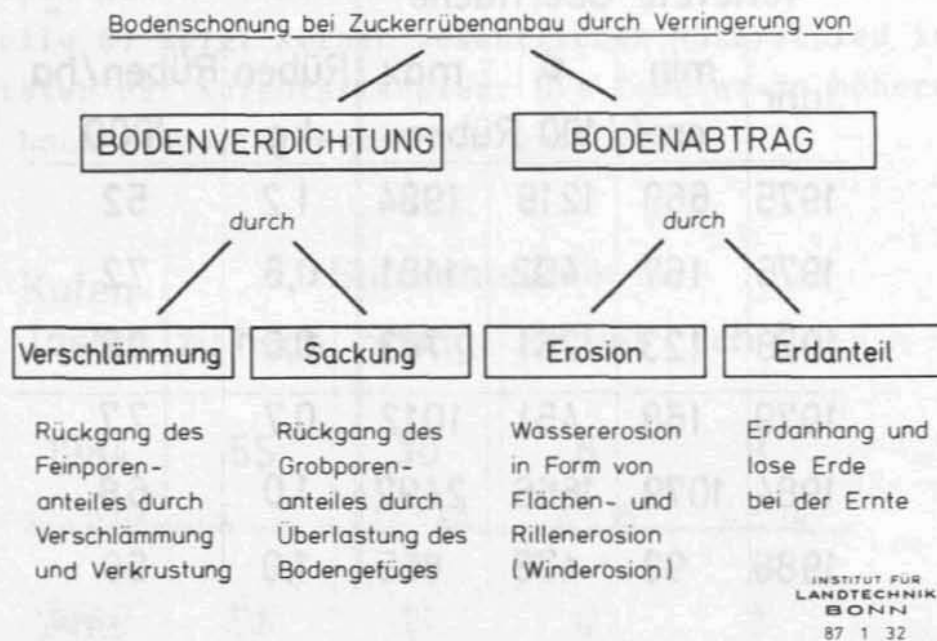 Bodenschonung bei Zuckerrübenanbau durch Verringerung von
BODENVERDICHTUNG
BODENABTRAG
durch
durch
Verschlämmung
Sackung
Erosion
Erdanteil
Rückgang des
Feinporen-
anteiles durch
Verschlämmung
und Verkrustung
Rückgang des
Grobporen-
anteiles durch
Überlastung des
Bodengefüges
Wassererosion
in Form von
Flächen- und
Rillenerosion
(Winderosion)
Erdanhang und
lose Erde
bei der Ernte
INSTITUT FÜR
LANDTECHNIK
BONN
87 1 32